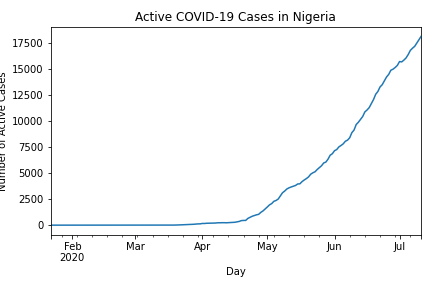 Active COVID-19 Cases in Nigeria
Number of Active Cases
17500
15000
12500
10000
7500
5000
2500
0
Feb Mar Apr May Jun Jul
2020
Day